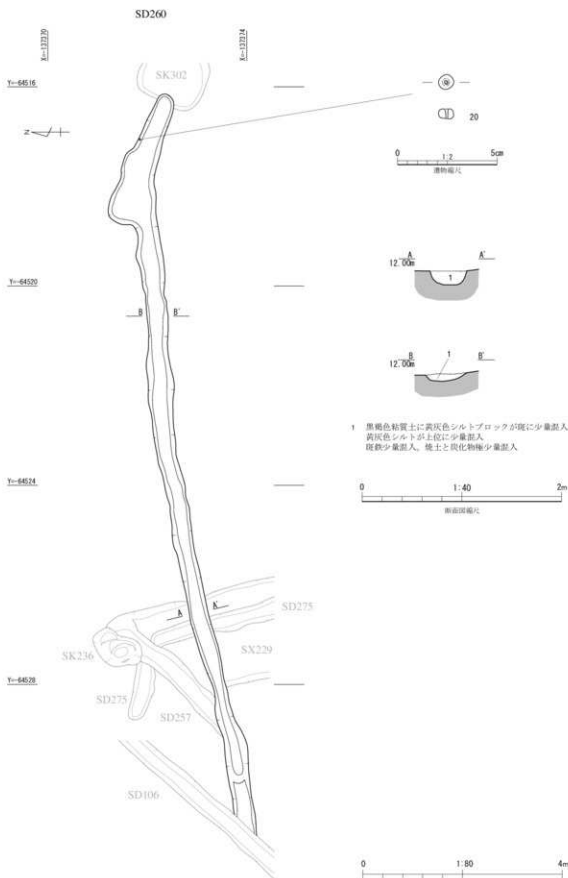 SD260
X=-137370
X=-137374
SK302
Y=-64516
N
20
0 1:2 5cm
遺物縮尺
A A'
12.00m
1
Y=-64520
B B'
B B'
12.00m
1
1 黒褐色粘質土に黄灰色シルトブロックが斑に少量混入
黄灰色シルトが上位に少量混入
斑鉄少量混入、焼土と炭化物極少量混入
Y=-64524
0 1:40 2m
断面図縮尺
A A'
SD275
SK236
SX229
Y=-64528
SD275
SD257
SD106
0 1:80 4m